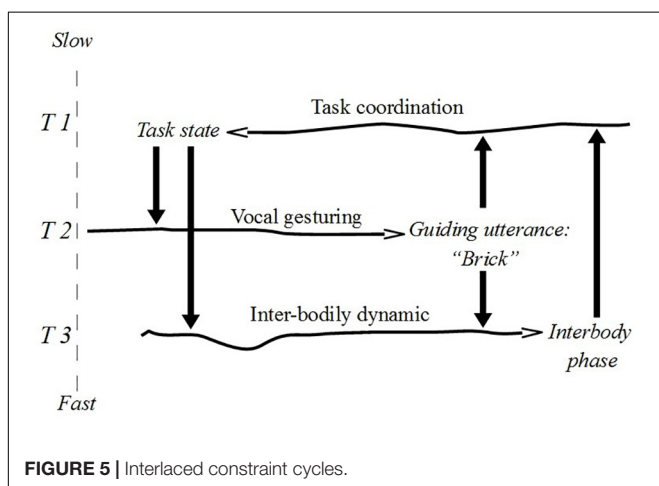 Slow
Task coordination
T 1
Task state
Vocal gesturing
T 2
Guiding utterance:
“Brick”
Inter-bodily dynamic
T 3
Interbody
phase
Fast
FIGURE 5 | Interlaced constraint cycles.